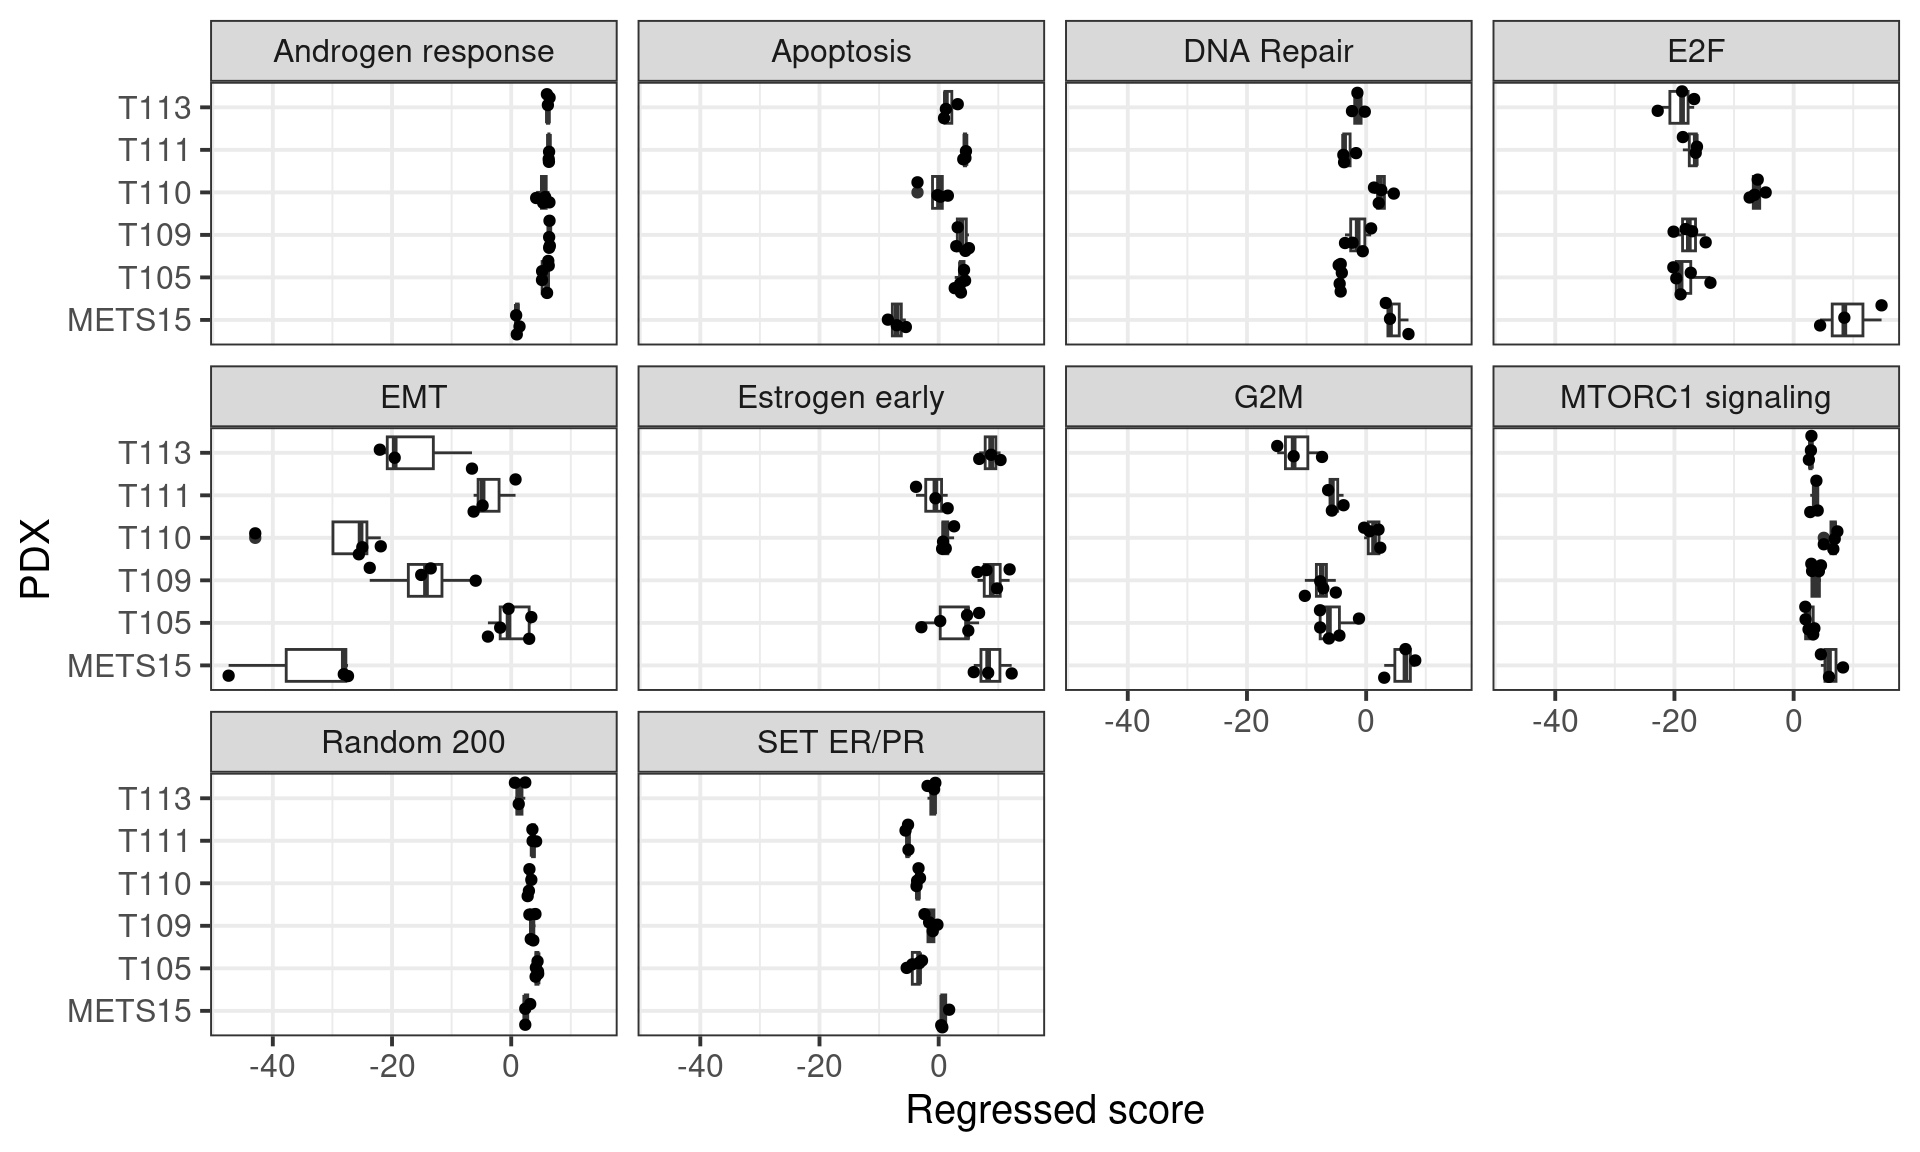 Androgen response
Apoptosis
DNA Repair
E2F
T113
T111
T110
T109
T105
METS15
EMT
Estrogen early
G2M
MTORC1 signaling
T113
T111
T110
T109
T105
METS15
-40 -20 0
-40 -20 0
Random 200
SET ER/PR
T113
T111
T110
T109
T105
METS15
-40 -20 0
-40 -20 0
PDX
Regressed score